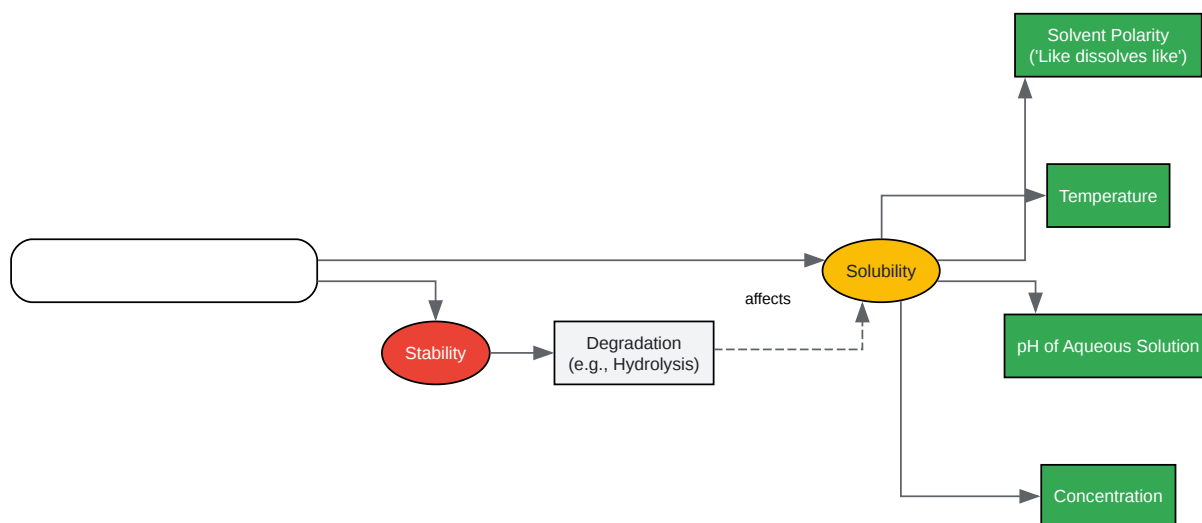 Solvent Polarity
('Like dissolves like')
Temperature
Solubility
affects
Degradation
(e.g., Hydrolysis)
Stability
pH of Aqueous Solution
Concentration